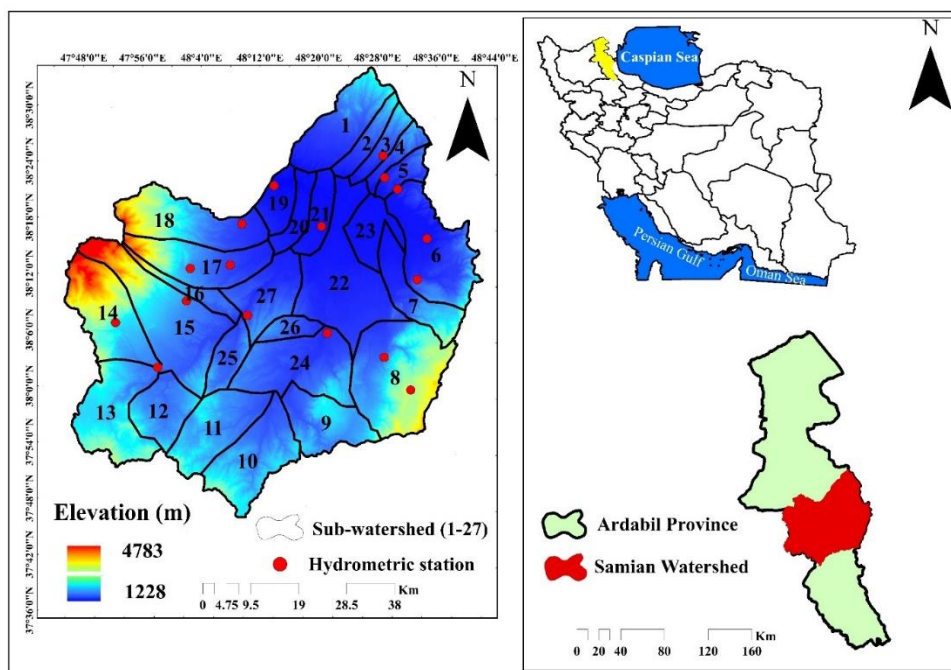 47°48'0"E 47°56'0"E 48°4'0"E 48°12'0"E 48°20'0"E 48°28'0"E 48°36'0"E 48°44'0"E
38°30'0"N
38°24'0"N
38°18'0"N
38°12'0"N
38°6'0"N
38°0'0"N
37°54'0"N
37°48'0"N
37°42'0"N
37°36'0"N
N
1
2
3
4
5
18
19
20
21
23
6
17
16
27
22
7
14
15
26
25
24
8
13
12
11
9
10
Elevation (m)
4783
1228
Sub-watershed (1-27)
Hydrometric station
0 4.75 9.5 19 28.5 38
Km
N
Caspian Sea
Persian Gulf
Oman Sea
Ardabil Province
Samian Watershed
0 20 40 80 120 160
Km